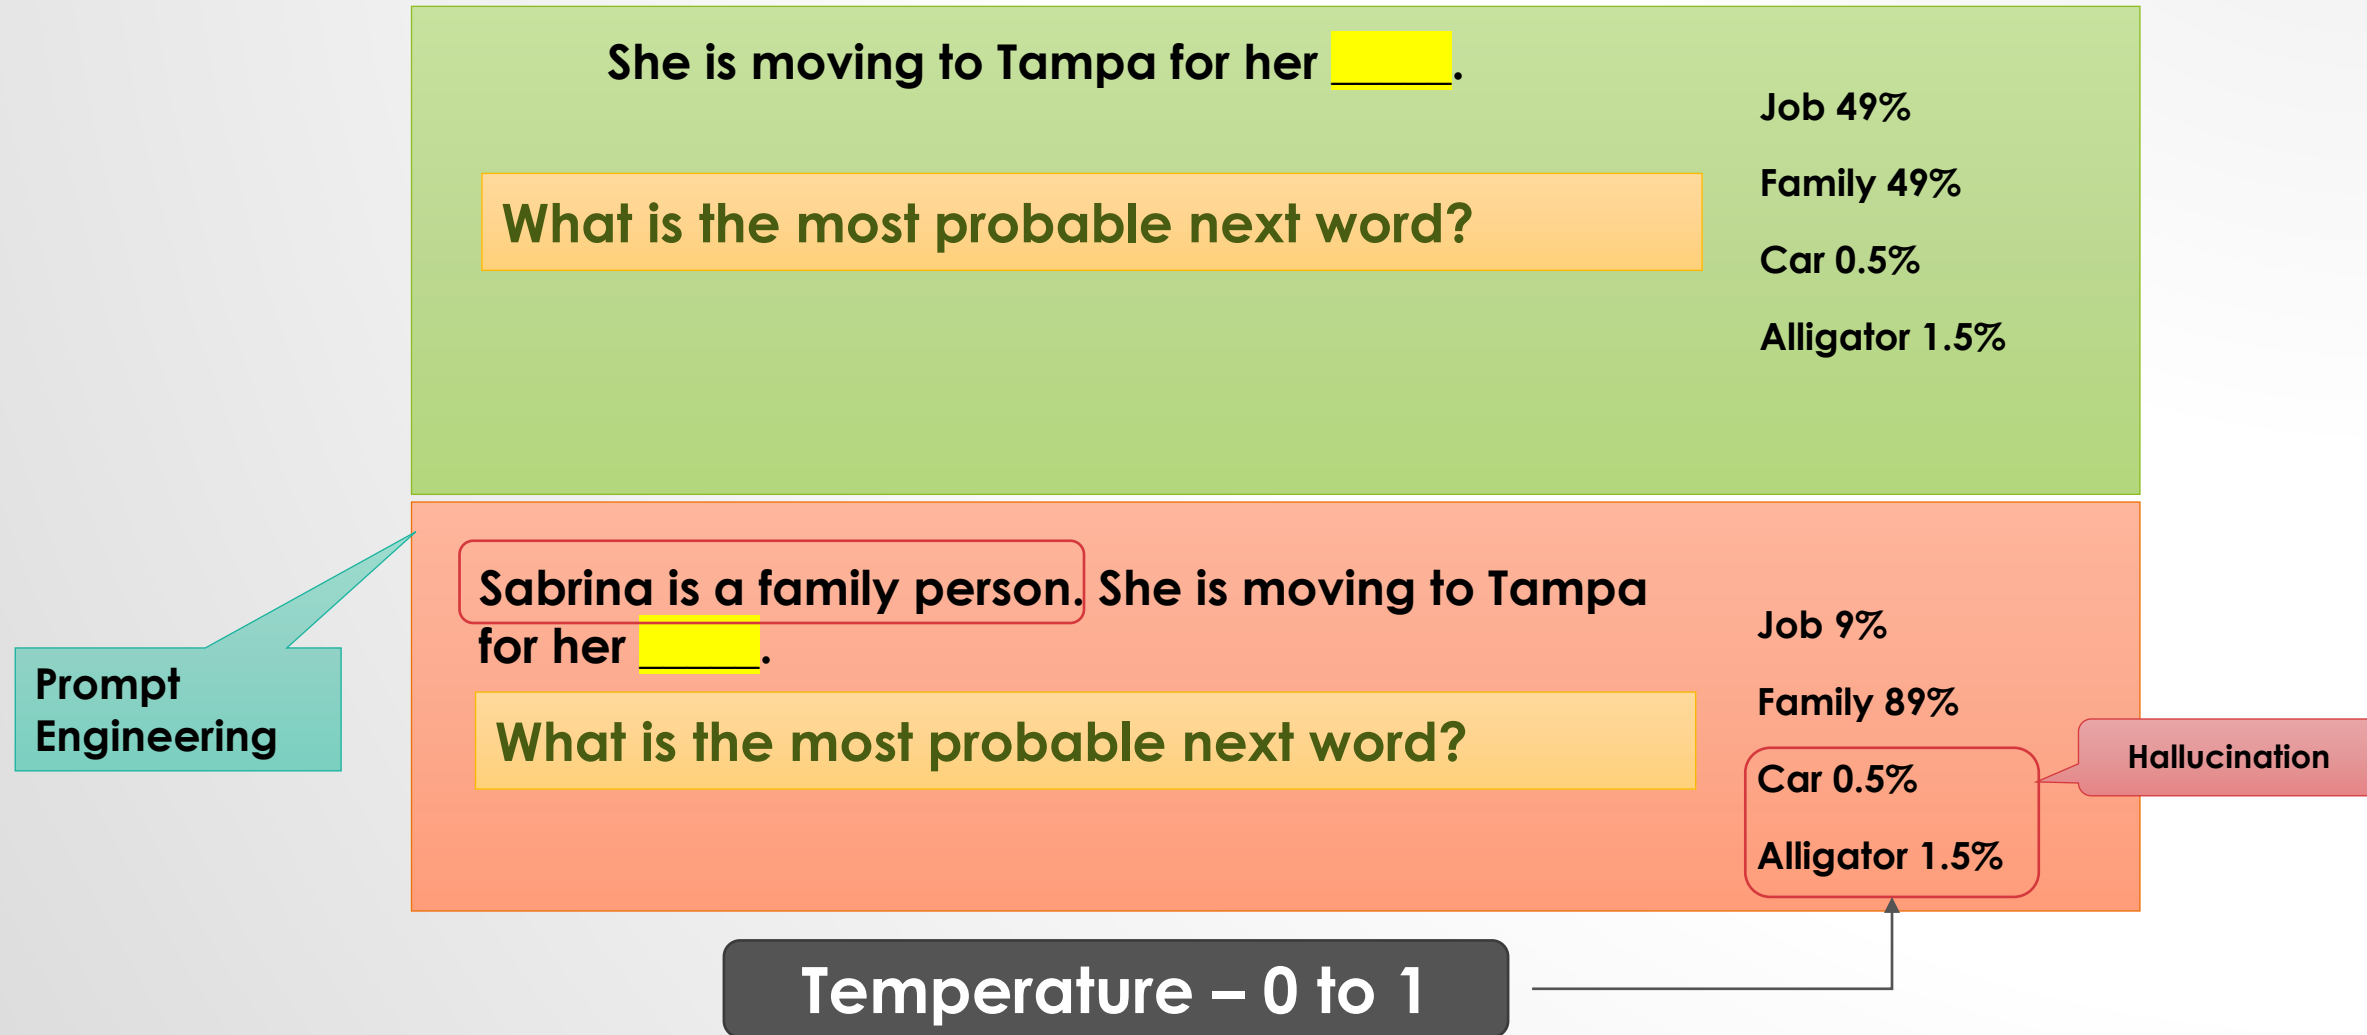 She is moving to Tampa for her _____.
Job 49%
Family 49%
What is the most probable next word?
Car 0.5%
Alligator 1.5%
Sabrina is a family person. She is moving to Tampa
for her _____.
Job 9%
Prompt
Engineering
Family 89%
What is the most probable next word?
Hallucination
Car 0.5%
Alligator 1.5%
Temperature – 0 to 1